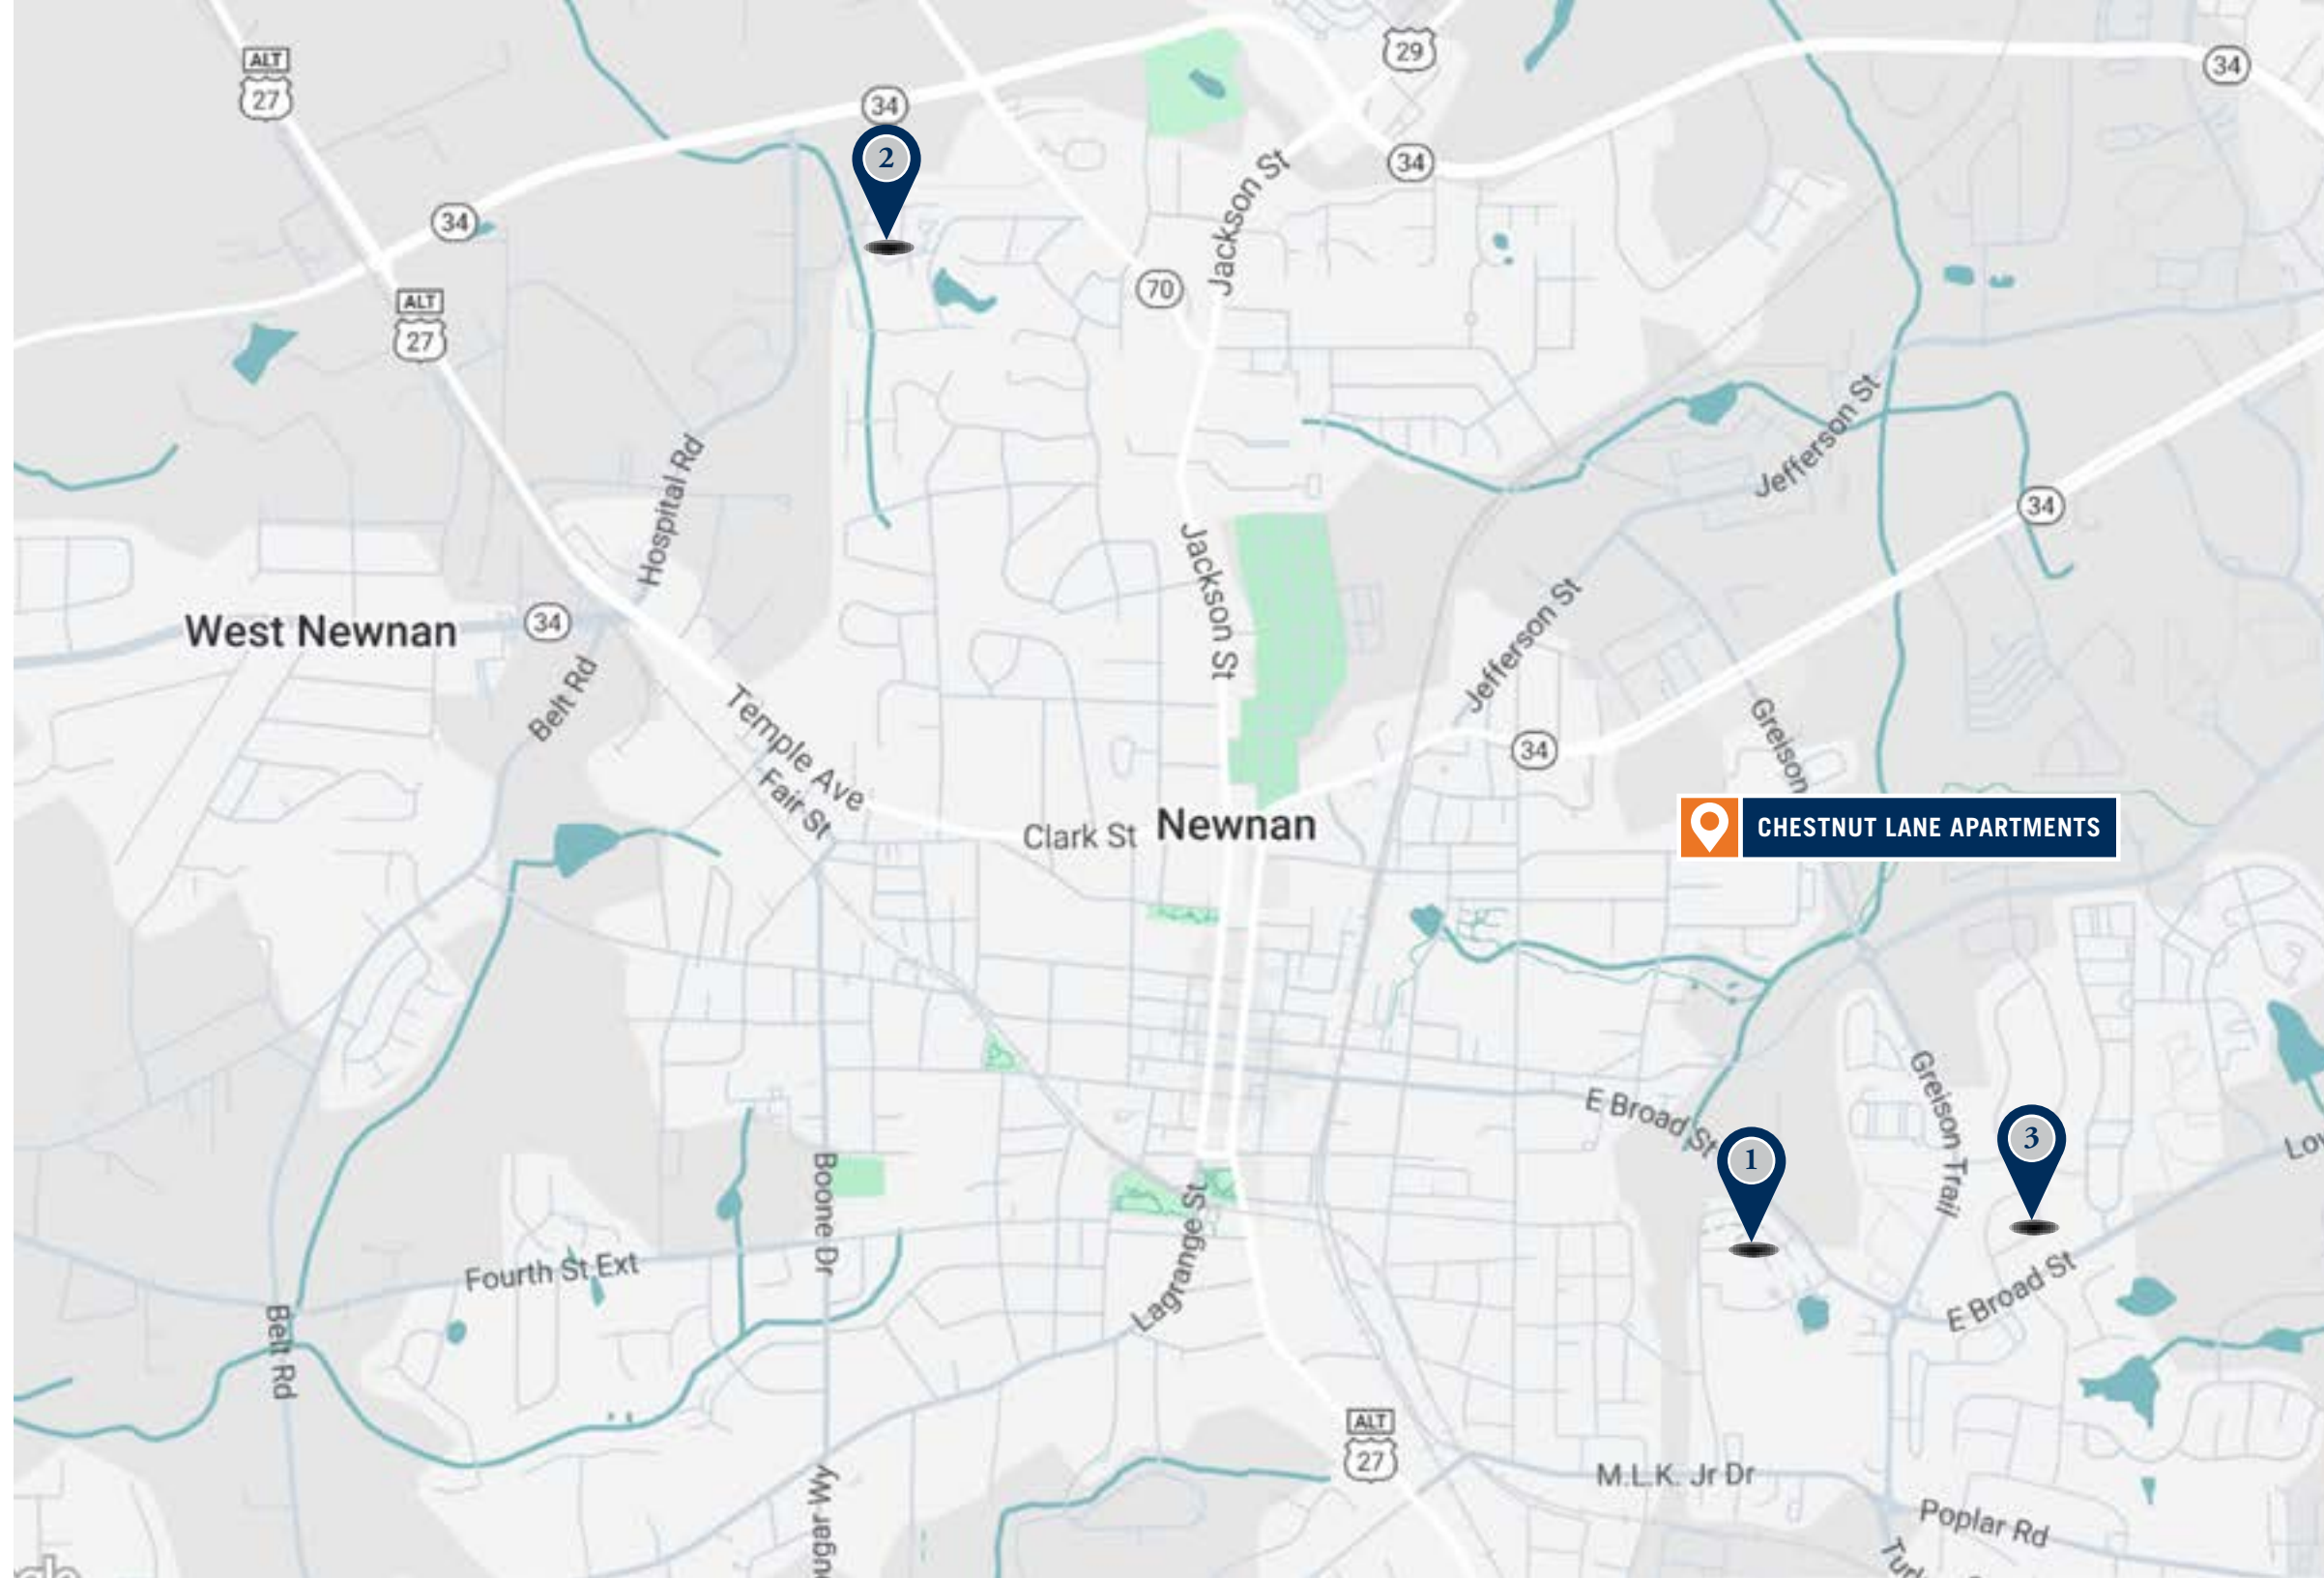 29
ALT
27
34
34
2
34
Jackson St
34
70
ALT
27
Jefferson St
Hospital Rd
34
Jackson St
Jefferson St
West Newnan
34
Belt Rd
Temple Ave
Fair St
34
Greison
Clark St
Newnan
CHESTNUT LANE APARTMENTS
E Broad St
Greison Trail
3
1
Boone Dr
Lagrange St
Fourth St Ext
E Broad St
Belt Rd
ALT
27
M.L.K. Jr Dr
Poplar Rd